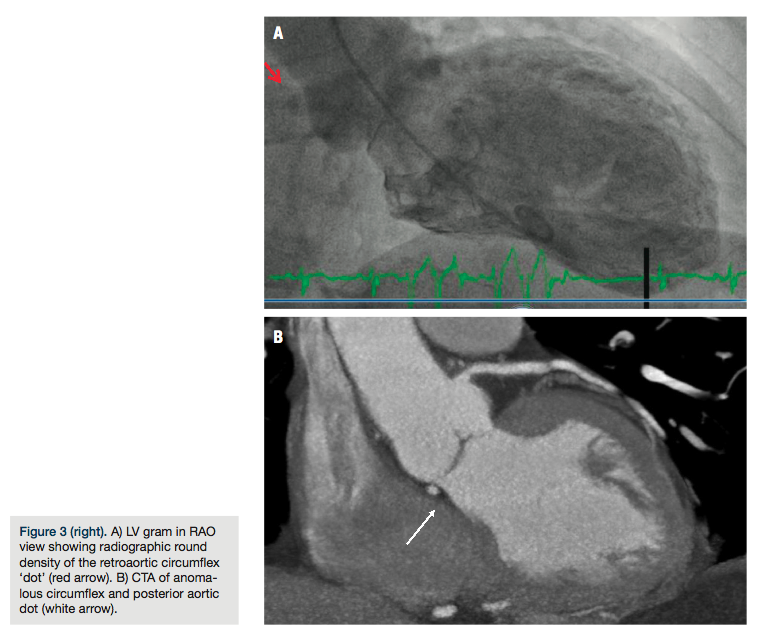 A
B
Figure 3 (right). A) LV gram in RAO
view showing radiographic round
density of the retroaortic circumflex
‘dot’ (red arrow). B) CTA of anoma-
lous circumflex and posterior aortic
dot (white arrow).